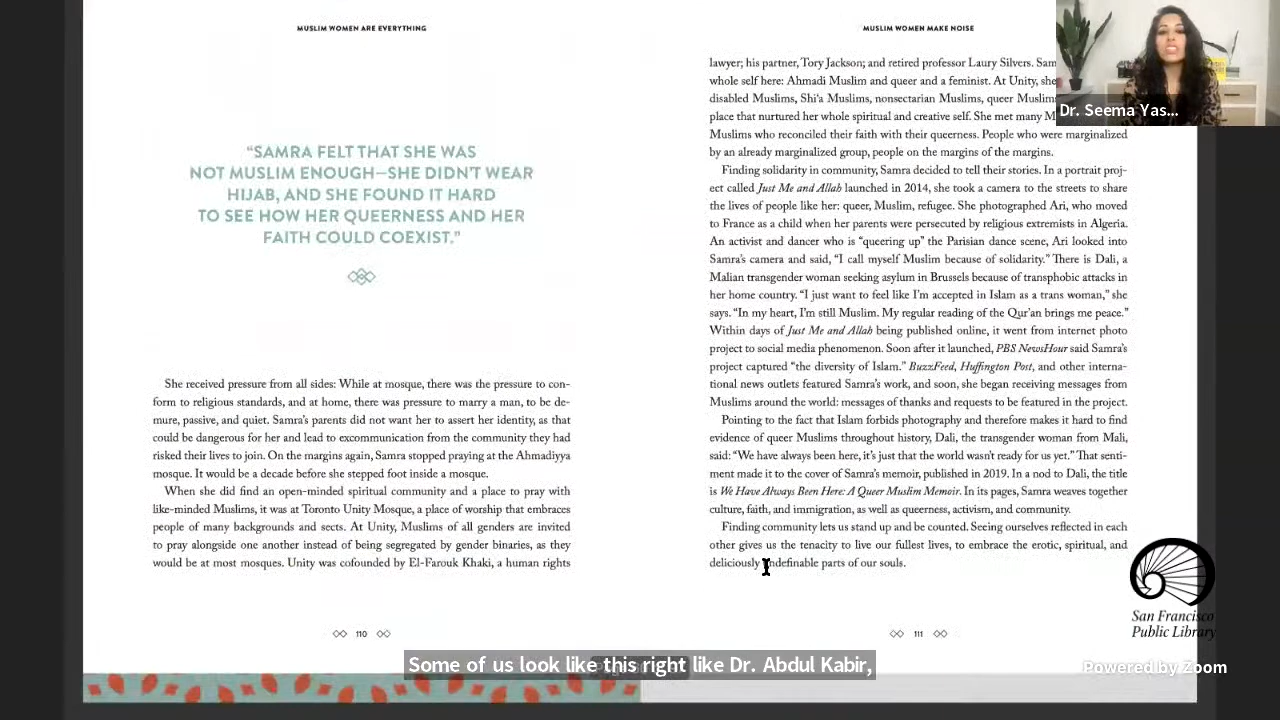 MUSLIM WOMEN ARE EVERYTHING
“SAMRA FELT THAT SHE WAS
NOT MUSLIM ENOUGH—SHE DIDN’T WEAR
HIJAB, AND SHE FOUND IT HARD
TO SEE HOW HER QUEERNESS AND HER
FAITH COULD COEXIST.”
She received pressure from all sides: While at mosque, there was the pressure to con-
form to religious standards, and at home, there was pressure to marry a man, to be de-
mure, passive, and quiet. Samra’s parents did not want her to assert her identity, as that
could be dangerous for her and lead to excommunication from the community they had
risked their lives to join. On the margins again, Samra stopped praying at the Ahmadiyya
mosque. It would be a decade before she stepped foot inside a mosque.
When she did find an open-minded spiritual community and a place to pray with
like-minded Muslims, it was at Toronto Unity Mosque, a place of worship that embraces
people of many backgrounds and sects. At Unity, Muslims of all genders are invited
to pray alongside one another instead of being segregated by gender binaries, as they
would be at most mosques. Unity was cofounded by El-Farouk Khaki, a human rights
110
MUSLIM WOMEN MAKE NOISE
lawyer; his partner, Tory Jackson; and retired professor Laury Silvers. Sam
whole self here: Ahmadi Muslim and queer and a feminist. At Unity, she
disabled Muslims, Shi‘a Muslims, nonsectarian Muslims, queer Muslims
place that nurtured her whole spiritual and creative self. She met many M
Muslims who reconciled their faith with their queerness. People who were marginalized
by an already marginalized group, people on the margins of the margins.
Finding solidarity in community, Samra decided to tell their stories. In a portrait proj-
ect called Just Me and Allah launched in 2014, she took a camera to the streets to share
the lives of people like her: queer, Muslim, refugee. She photographed Ari, who moved
to France as a child when her parents were persecuted by religious extremists in Algeria.
An activist and dancer who is “queering up” the Parisian dance scene, Ari looked into
Samra’s camera and said, “I call myself Muslim because of solidarity.” There is Dali, a
Malian transgender woman seeking asylum in Brussels because of transphobic attacks in
her home country. “I just want to feel like I’m accepted in Islam as a trans woman,” she
says. “In my heart, I’m still Muslim. My regular reading of the Qur’an brings me peace.”
Within days of Just Me and Allah being published online, it went from internet photo
project to social media phenomenon. Soon after it launched, PBS NewsHour said Samra’s
project captured “the diversity of Islam.” BuzzFeed, Huffington Post, and other interna-
tional news outlets featured Samra’s work, and soon, she began receiving messages from
Muslims around the world: messages of thanks and requests to be featured in the project.
Pointing to the fact that Islam forbids photography and therefore makes it hard to find
evidence of queer Muslims throughout history, Dali, the transgender woman from Mali,
said: “We have always been here, it’s just that the world wasn’t ready for us yet.” That senti-
ment made it to the cover of Samra’s memoir, published in 2019. In a nod to Dali, the title
is We Have Always Been Here: A Queer Muslim Memoir. In its pages, Samra weaves together
culture, faith, and immigration, as well as queerness, activism, and community.
Finding community lets us stand up and be counted. Seeing ourselves reflected in each
other gives us the tenacity to live our fullest lives, to embrace the erotic, spiritual, and
deliciously undefinable parts of our souls.
111
Dr. Seema Yas...
San Francisco
Public Library
Some of us look like this right like Dr. Abdul Kabir,
Powered by Zoom